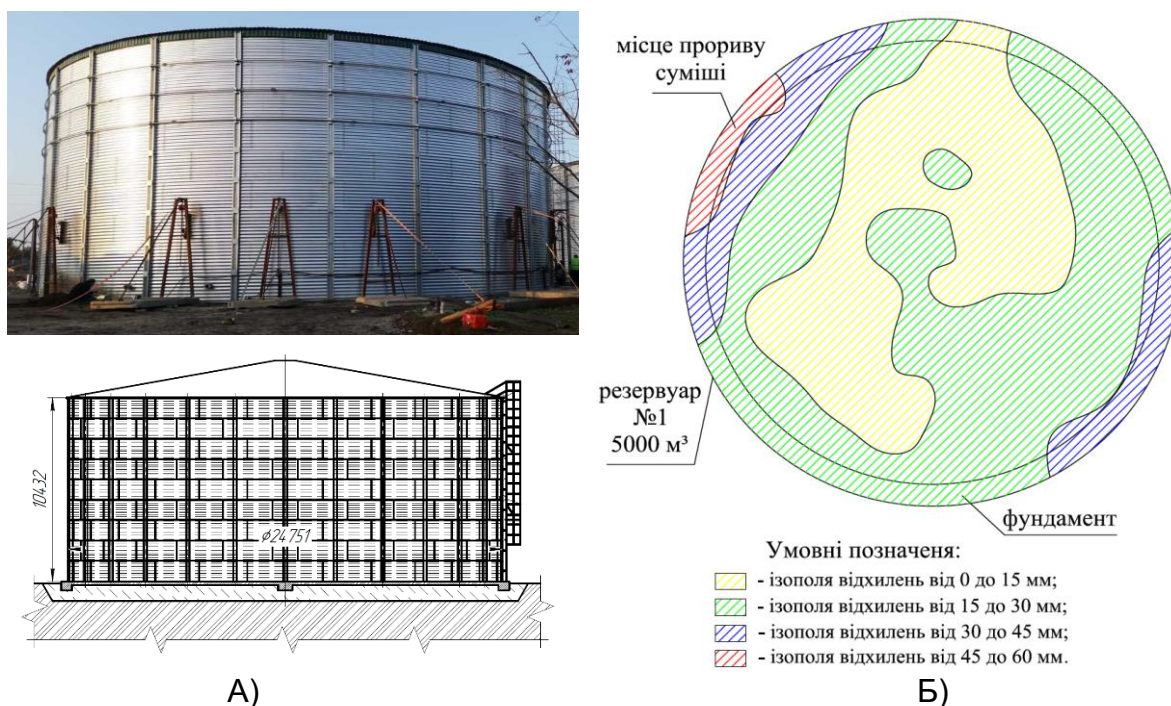 місце прориву
суміші
резервуар
№1
5000 м³
фундамент
Умовні позначеня:
- ізополя відхилень від 0 до 15 мм;
- ізополя відхилень від 15 до 30 мм;
- ізополя відхилень від 30 до 45 мм;
- ізополя відхилень від 45 до 60 мм.
10432
⌀24751
А)
Б)